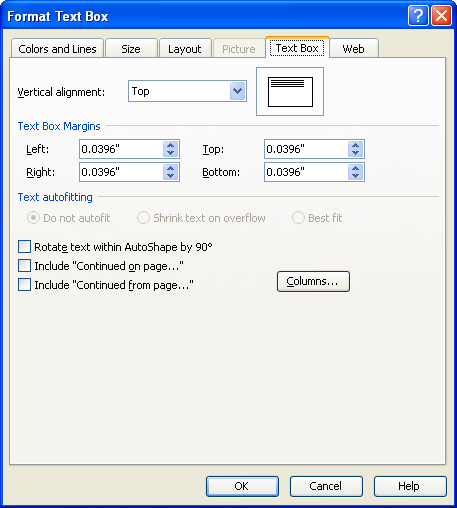 Format Text Box
Colors and Lines Size Layout Picture Text Box Web
Vertical alignment: Top
Text Box Margins
Left: 0.0396" Top: 0.0396"
Right: 0.0396" Bottom: 0.0396"
Text autofitting
Do not autofit Shrink text on overflow Best fit
Rotate text within AutoShape by 90°
Include "Continued on page..."
Include "Continued from page..." Columns...
OK Cancel Help